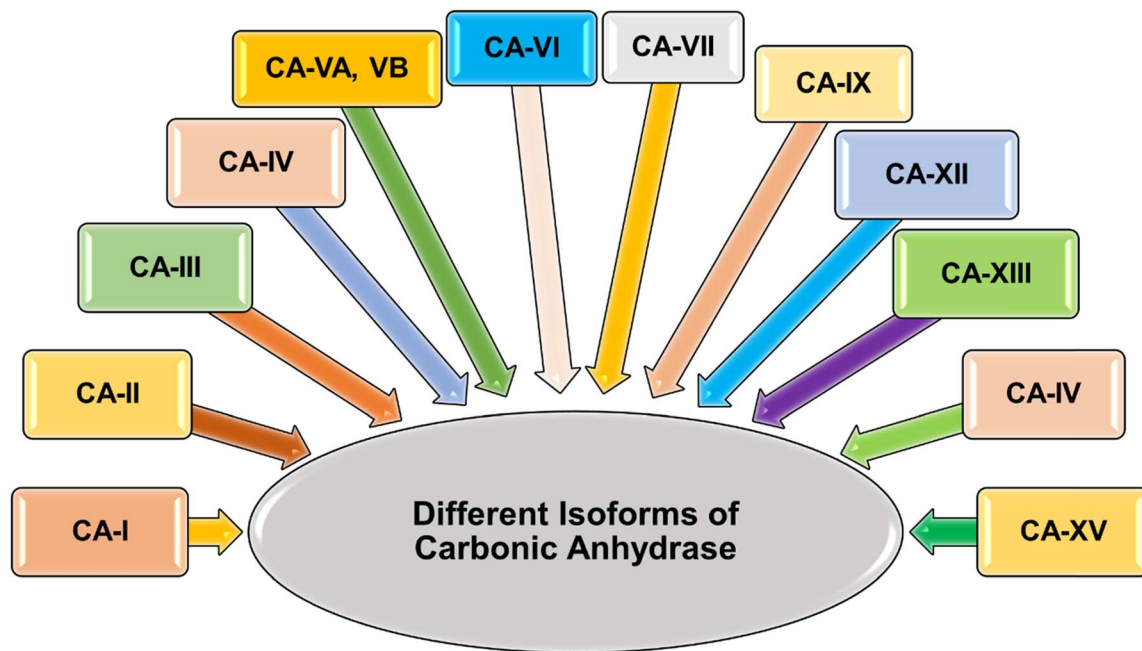 CA-I
CA-II
CA-III
CA-IV
CA-VA, VB
CA-VI
CA-VII
CA-IX
CA-XII
CA-XIII
CA-IV
CA-XV
Different Isoforms of
Carbonic Anhydrase